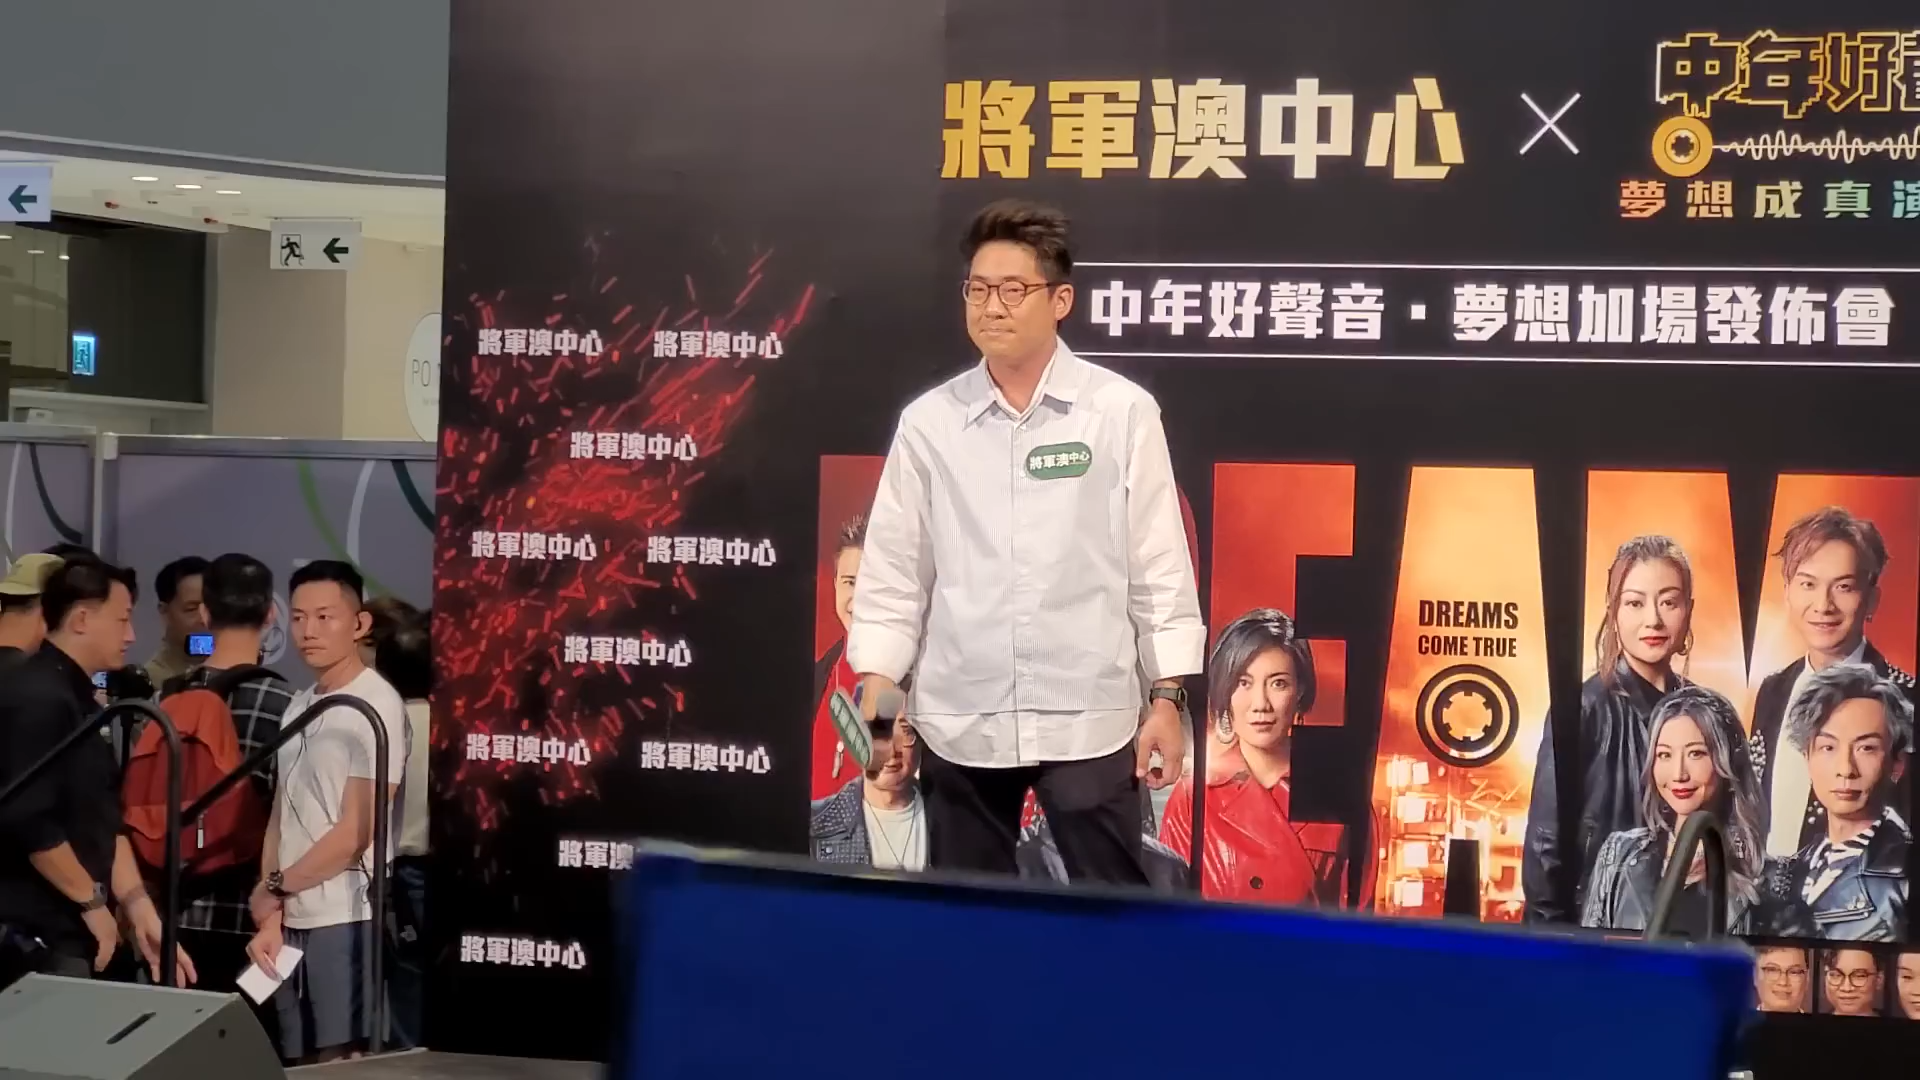 將軍澳中心 × 中年好聲
夢想成真演
中年好聲音·夢想加場發佈會
將軍澳中心 將軍澳中心
將軍澳中心
將軍澳中心
將軍澳中心 將軍澳中心
DREAMS
COME TRUE
將軍澳中心
將軍澳中心 將軍澳中心
將軍
將軍澳中心
PO